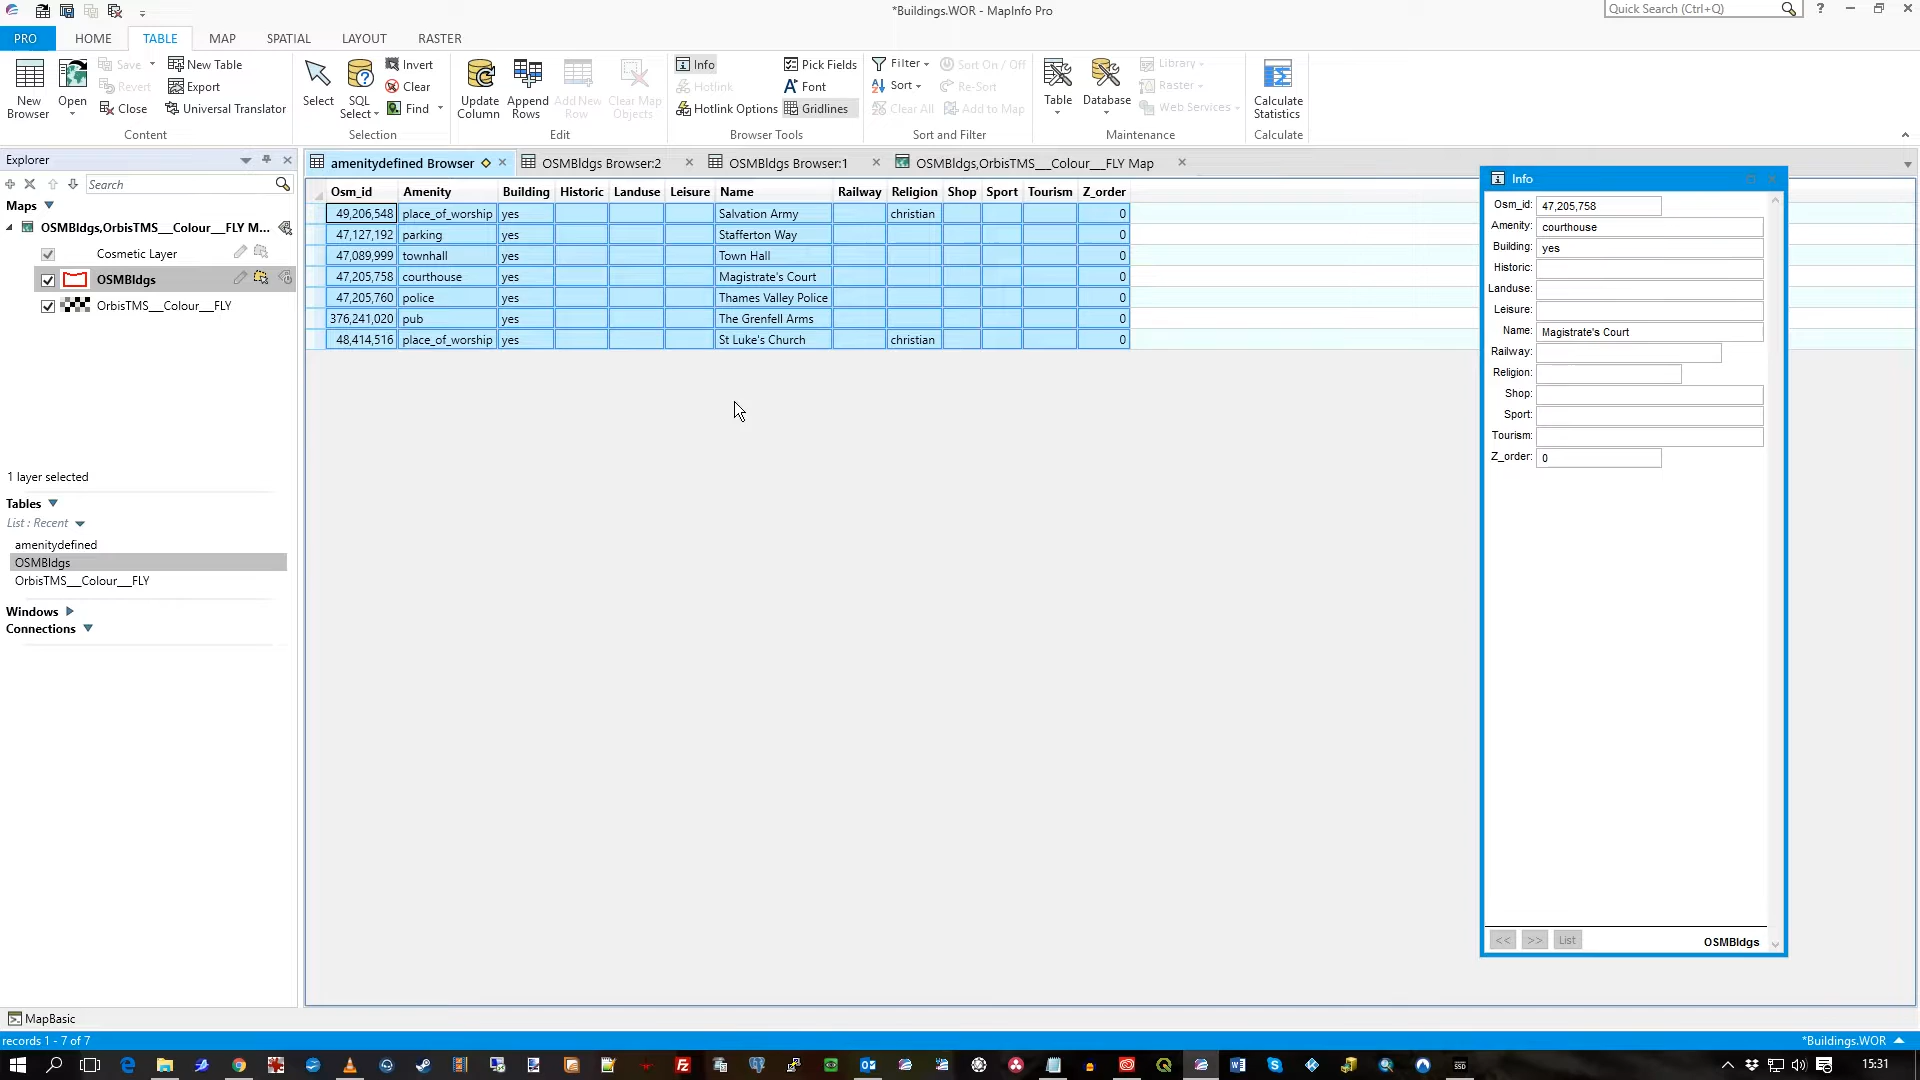 *Buildings.WOR - MapInfo Pro
Quick Search (Ctrl+Q)
PRO HOME TABLE MAP SPATIAL LAYOUT RASTER
New Browser
Open
Save
Revert
Close
New Table
Export
Universal Translator
Content
Select
SQL Select
Invert
Clear
Find
Selection
Update Column
Append Rows
Add New Row
Clear Map Objects
Edit
Info
Hotlink
Hotlink Options
Pick Fields
Font
Gridlines
Browser Tools
Filter
Sort
Clear All
Sort On / Off
Re-Sort
Add to Map
Sort and Filter
Table
Database
Library
Raster
Web Services
Maintenance
Calculate Statistics
Calculate
Explorer
Search
Maps
OSMBldgs,OrbisTMS___Colour___FLY M...
Cosmetic Layer
OSMBldgs
OrbisTMS___Colour___FLY
1 layer selected
Tables
List : Recent
amenitydefined
OSMBldgs
OrbisTMS___Colour___FLY
Windows
Connections
amenitydefined Browser
OSMBldgs Browser:2
OSMBldgs Browser:1
OSMBldgs,OrbisTMS___Colour___FLY Map
Osm_id Amenity Building Historic Landuse Leisure Name Railway Religion Shop Sport Tourism Z_order
49,206,548 place_of_worship yes Salvation Army christian 0
47,127,192 parking yes Stafferton Way 0
47,089,999 townhall yes Town Hall 0
47,205,758 courthouse yes Magistrate's Court 0
47,205,760 police yes Thames Valley Police 0
376,241,020 pub yes The Grenfell Arms 0
48,414,516 place_of_worship yes St Luke's Church christian 0
Info
Osm_id: 47,205,758
Amenity: courthouse
Building: yes
Historic:
Landuse:
Leisure:
Name: Magistrate's Court
Railway:
Religion:
Shop:
Sport:
Tourism:
Z_order: 0
<< >> List OSMBldgs
MapBasic
records 1 - 7 of 7
*Buildings.WOR
15:31